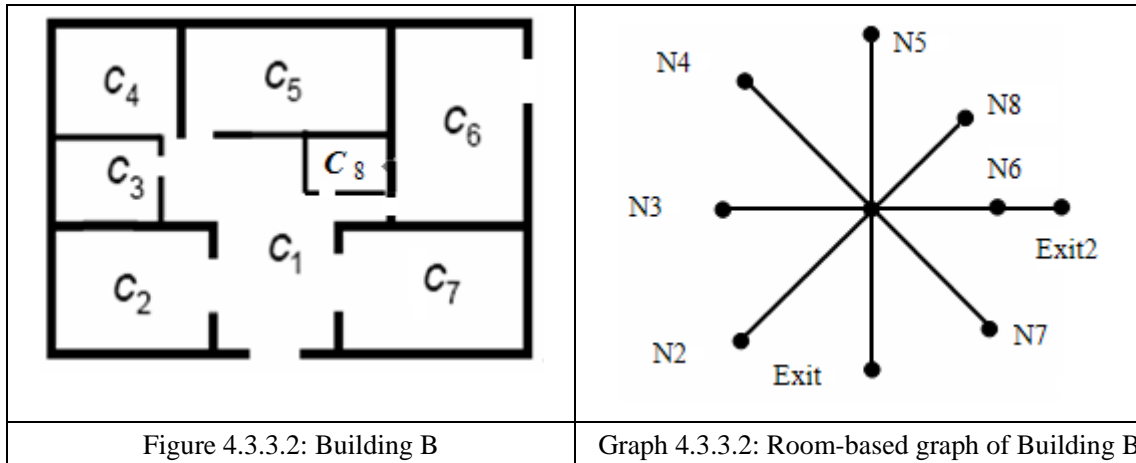 C4
C5
C6
C3
C8
C1
C2
C7
Figure 4.3.3.2: Building B
N5
N4
N8
N6
N3
Exit2
N7
N2
Exit
Graph 4.3.3.2: Room-based graph of Building B